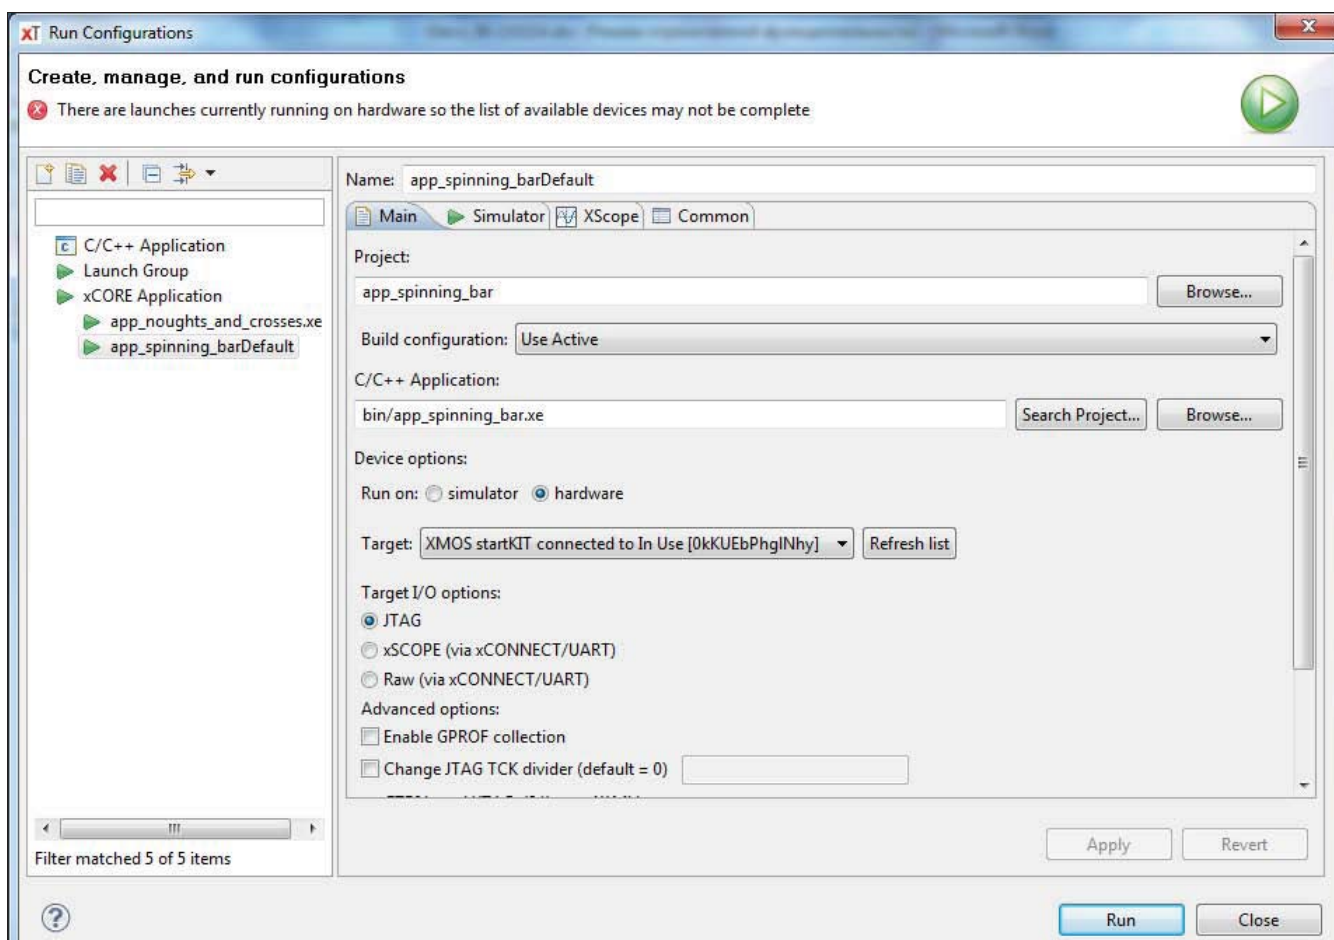 xT Run Configurations
Create, manage, and run configurations
There are launches currently running on hardware so the list of available devices may not be complete
Name: app_spinning_barDefault
Main Simulator XScope Common
C/C++ Application
Launch Group
xCORE Application
app_noughts_and_crosses.xe
app_spinning_barDefault
Filter matched 5 of 5 items
Project:
app_spinning_bar Browse...
Build configuration: Use Active
C/C++ Application:
bin/app_spinning_bar.xe Search Project... Browse...
Device options:
Run on: simulator hardware
Target: XMOS startKIT connected to In Use [0kKUEbPhglNhy] Refresh list
Target I/O options:
JTAG
xSCOPE (via xCONNECT/UART)
Raw (via xCONNECT/UART)
Advanced options:
Enable GPROF collection
Change JTAG TCK divider (default = 0)
Apply Revert
Run Close